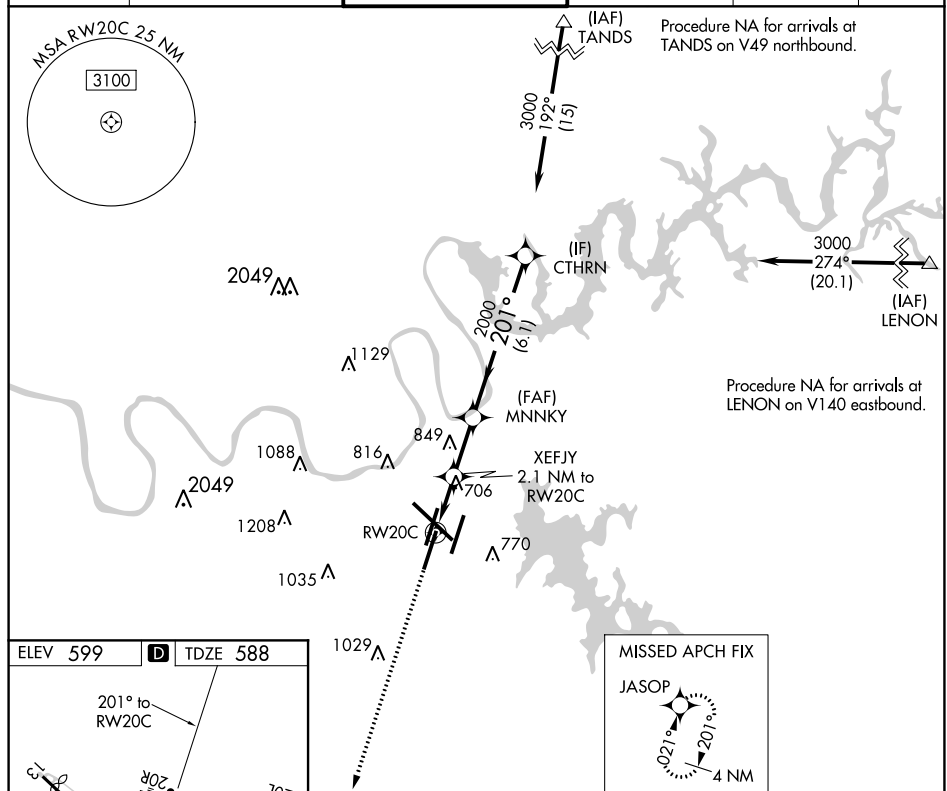 MSA RW20C 25 NM
3100
(IAF)
TANDS
Procedure NA for arrivals at
TANDS on V49 northbound.
3000
192°
(15)
(IF)
CTHRN
3000
274°
(20.1)
(IAF)
LENON
2049
2000
201°
(6.1)
1129
Procedure NA for arrivals at
LENON on V140 eastbound.
(FAF)
MNNKY
849
1088
816
XEFJY
2.1 NM to
RW20C
2049
706
1208
RW20C
770
1035
1029
ELEV 599
D
TDZE 588
201° to
RW20C
13
20R
20L
MISSED APCH FIX
JASOP
021°
201°
4 NM